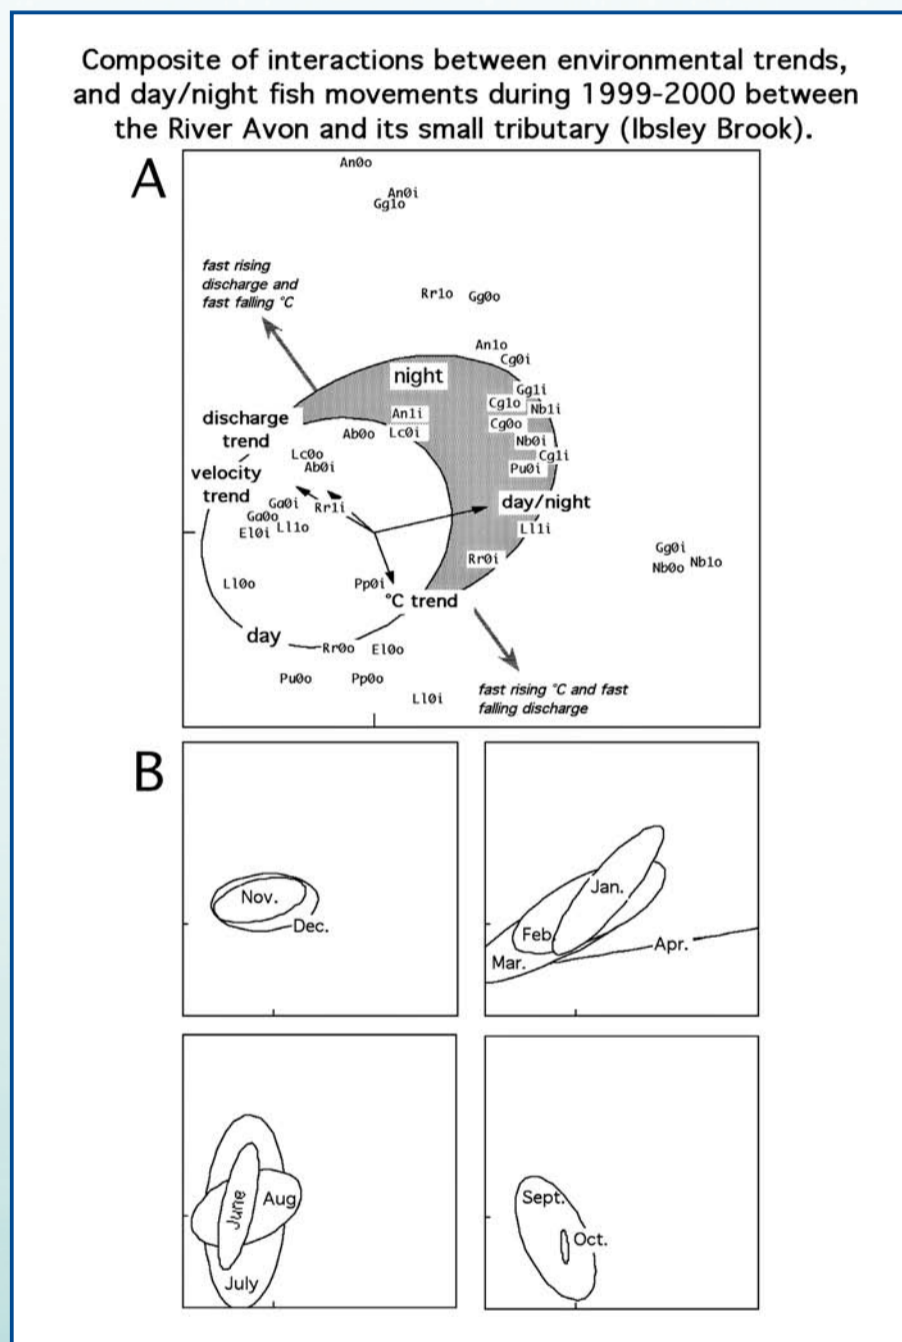 Composite of interactions between environmental trends,
and day/night fish movements during 1999-2000 between
the River Avon and its small tributary (Ibsley Brook).
A
An0o
An0i
Gg1o
fast rising
discharge and
fast falling °C
Rr1o
Gg0o
An1o
Cg0i
night
Gg1i
Cg1o
Nb1i
An1i
discharge
trend
Cg0o
Ab0o
Lc0i
Nb0i
Lc0o
Cg1i
Ab0i
Pu0i
velocity
trend
day/night
Ga0i
Rr1i
Ga0o
El0i
Ll1o
Ll1i
Gg0i
Rr0i
Nb0o
Nb1o
Ll0o
Pp0i
°C trend
day
Rr0o
El0o
Pu0o
Pp0o
Ll0i
fast rising °C and fast
falling discharge
B
Nov.
Dec.
Jan.
Feb
Mar.
Apr.
June
Aug
July
Sept.
Oct.